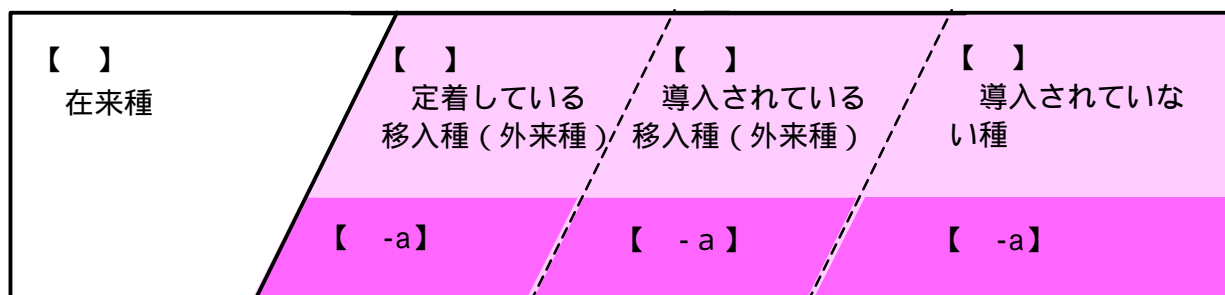 【　】
在来種
【　】
定着している
移入種（外来種）
【　】
導入されている
移入種（外来種）
【　】
導入されていな
い種
【　-a】
【　-ａ】
【　-a】